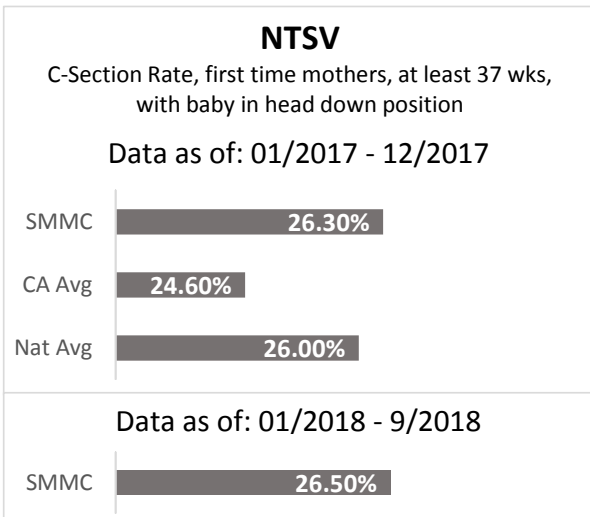 NTSV
C-Section Rate, first time mothers, at least 37 wks,
with baby in head down position
Data as of: 01/2017 - 12/2017
SMMC 26.30%
CA Avg 24.60%
Nat Avg 26.00%
Data as of: 01/2018 - 9/2018
SMMC 26.50%